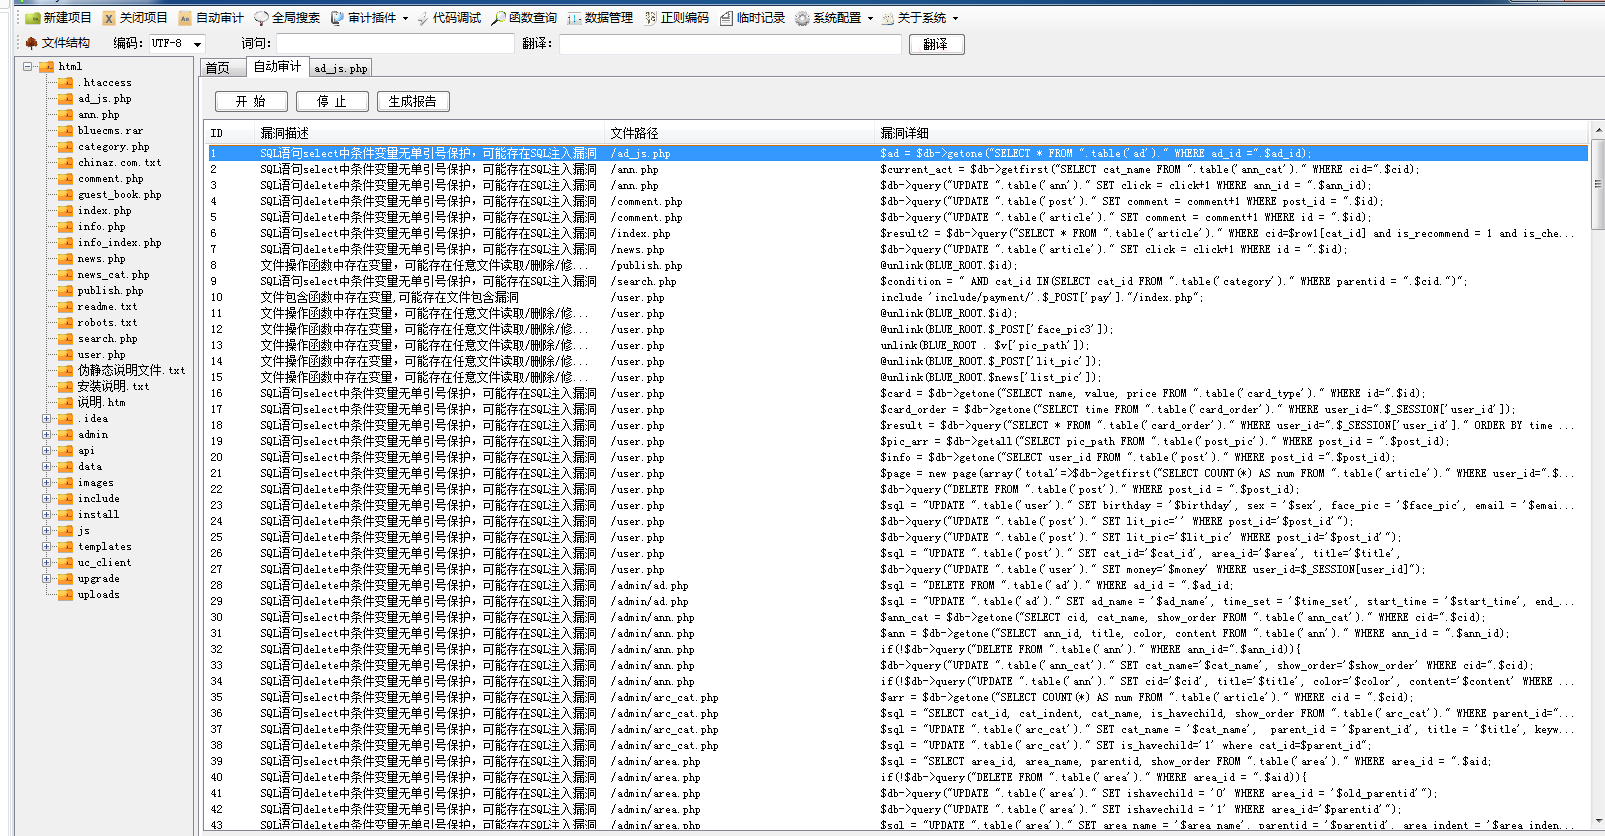 新建项目 关闭项目 自动审计 全局搜索 审计插件 代码调试 函数查询 数据管理 正则编码 临时记录 系统配置 关于系统
文件结构 编码: UTF-8 词句: 翻译: 翻译
html
.htaccess
ad_js.php
ann.php
bluecms.rar
category.php
chinaz.com.txt
comment.php
guest_book.php
index.php
info.php
info_index.php
news.php
news_cat.php
publish.php
readme.txt
robots.txt
search.php
user.php
伪静态说明文件.txt
安装说明.txt
说明.htm
.idea
admin
api
data
images
include
install
js
templates
uc_client
upgrade
uploads
首页 自动审计 ad_js.php
开 始 停 止 生成报告
ID 漏洞描述 文件路径 漏洞详细
1 SQL语句select中条件变量无单引号保护，可能存在SQL注入漏洞 /ad_js.php $ad = $db->getone("SELECT * FROM ".table('ad')." WHERE ad_id =".$ad_id);
2 SQL语句select中条件变量无单引号保护，可能存在SQL注入漏洞 /ann.php $current_act = $db->getfirst("SELECT cat_name FROM ".table('ann_cat')." WHERE cid=".$cid);
3 SQL语句delete中条件变量无单引号保护，可能存在SQL注入漏洞 /ann.php $db->query("UPDATE ".table('ann')." SET click = click+1 WHERE ann_id = ".$ann_id);
4 SQL语句delete中条件变量无单引号保护，可能存在SQL注入漏洞 /comment.php $db->query("UPDATE ".table('post')." SET comment = comment+1 WHERE post_id = ".$id);
5 SQL语句delete中条件变量无单引号保护，可能存在SQL注入漏洞 /comment.php $db->query("UPDATE ".table('article')." SET comment = comment+1 WHERE id = ".$id);
6 SQL语句select中条件变量无单引号保护，可能存在SQL注入漏洞 /index.php $result2 = $db->query("SELECT * FROM ".table('article')." WHERE cid=$row1[cat_id] and is_recommend = 1 and is_che...
7 SQL语句delete中条件变量无单引号保护，可能存在SQL注入漏洞 /news.php $db->query("UPDATE ".table('article')." SET click = click+1 WHERE id = ".$id);
8 文件操作函数中存在变量，可能存在任意文件读取/删除/修... /publish.php @unlink(BLUE_ROOT.$id);
9 SQL语句select中条件变量无单引号保护，可能存在SQL注入漏洞 /search.php $condition = " AND cat_id IN(SELECT cat_id FROM ".table('category')." WHERE parentid = ".$cid.")";
10 文件包含函数中存在变量,可能存在文件包含漏洞 /user.php include 'include/payment/'.$_POST['pay']."/index.php";
11 文件操作函数中存在变量，可能存在任意文件读取/删除/修... /user.php @unlink(BLUE_ROOT.$id);
12 文件操作函数中存在变量，可能存在任意文件读取/删除/修... /user.php @unlink(BLUE_ROOT.$_POST['face_pic3']);
13 文件操作函数中存在变量，可能存在任意文件读取/删除/修... /user.php unlink(BLUE_ROOT . $v['pic_path']);
14 文件操作函数中存在变量，可能存在任意文件读取/删除/修... /user.php @unlink(BLUE_ROOT.$_POST['lit_pic']);
15 文件操作函数中存在变量，可能存在任意文件读取/删除/修... /user.php @unlink(BLUE_ROOT.$news['list_pic']);
16 SQL语句select中条件变量无单引号保护，可能存在SQL注入漏洞 /user.php $card = $db->getone("SELECT name, value, price FROM ".table('card_type')." WHERE id=".$id);
17 SQL语句select中条件变量无单引号保护，可能存在SQL注入漏洞 /user.php $card_order = $db->getone("SELECT time FROM ".table('card_order')." WHERE user_id=".$_SESSION['user_id']);
18 SQL语句select中条件变量无单引号保护，可能存在SQL注入漏洞 /user.php $result = $db->query("SELECT * FROM ".table('card_order')." WHERE user_id=".$_SESSION['user_id']." ORDER BY time ...
19 SQL语句select中条件变量无单引号保护，可能存在SQL注入漏洞 /user.php $pic_arr = $db->getall("SELECT pic_path FROM ".table('post_pic')." WHERE post_id = ".$post_id);
20 SQL语句select中条件变量无单引号保护，可能存在SQL注入漏洞 /user.php $info = $db->getone("SELECT user_id FROM ".table('post')." WHERE post_id =".$post_id);
21 SQL语句select中条件变量无单引号保护，可能存在SQL注入漏洞 /user.php $page = new page(array('total'=>$db->getfirst("SELECT COUNT(*) AS num FROM ".table('article')." WHERE user_id=".$...
22 SQL语句delete中条件变量无单引号保护，可能存在SQL注入漏洞 /user.php $db->query("DELETE FROM ".table('post')." WHERE post_id = ".$post_id);
23 SQL语句delete中条件变量无单引号保护，可能存在SQL注入漏洞 /user.php $sql = "UPDATE ".table('user')." SET birthday = '$birthday', sex = '$sex', face_pic = '$face_pic', email = '$emai...
24 SQL语句delete中条件变量无单引号保护，可能存在SQL注入漏洞 /user.php $db->query("UPDATE ".table('post')." SET lit_pic='' WHERE post_id='$post_id'");
25 SQL语句delete中条件变量无单引号保护，可能存在SQL注入漏洞 /user.php $db->query("UPDATE ".table('post')." SET lit_pic='$lit_pic' WHERE post_id='$post_id'");
26 SQL语句delete中条件变量无单引号保护，可能存在SQL注入漏洞 /user.php $sql = "UPDATE ".table('post')." SET cat_id='$cat_id', area_id='$area', title='$title',
27 SQL语句delete中条件变量无单引号保护，可能存在SQL注入漏洞 /user.php $db->query("UPDATE ".table('user')." SET money='$money' WHERE user_id=$_SESSION[user_id]");
28 SQL语句delete中条件变量无单引号保护，可能存在SQL注入漏洞 /admin/ad.php $sql = "DELETE FROM ".table('ad')." WHERE ad_id = ".$ad_id;
29 SQL语句delete中条件变量无单引号保护，可能存在SQL注入漏洞 /admin/ad.php $sql = "UPDATE ".table('ad')." SET ad_name = '$ad_name', time_set = '$time_set', start_time = '$start_time', end_...
30 SQL语句select中条件变量无单引号保护，可能存在SQL注入漏洞 /admin/ann.php $ann_cat = $db->getone("SELECT cid, cat_name, show_order FROM ".table('ann_cat')." WHERE cid=".$cid);
31 SQL语句select中条件变量无单引号保护，可能存在SQL注入漏洞 /admin/ann.php $ann = $db->getone("SELECT ann_id, title, color, content FROM ".table('ann')." WHERE ann_id = ".$ann_id);
32 SQL语句delete中条件变量无单引号保护，可能存在SQL注入漏洞 /admin/ann.php if(!$db->query("DELETE FROM ".table('ann')." WHERE ann_id=".$ann_id)){
33 SQL语句delete中条件变量无单引号保护，可能存在SQL注入漏洞 /admin/ann.php $db->query("UPDATE ".table('ann_cat')." SET cat_name='$cat_name', show_order='$show_order' WHERE cid=".$cid);
34 SQL语句delete中条件变量无单引号保护，可能存在SQL注入漏洞 /admin/ann.php if(!$db->query("UPDATE ".table('ann')." SET cid='$cid', title='$title', color='$color', content='$content' WHERE ...
35 SQL语句select中条件变量无单引号保护，可能存在SQL注入漏洞 /admin/arc_cat.php $arr = $db->getone("SELECT COUNT(*) AS num FROM ".table('article')." WHERE cid = ".$cid);
36 SQL语句select中条件变量无单引号保护，可能存在SQL注入漏洞 /admin/arc_cat.php $sql = "SELECT cat_id, cat_indent, cat_name, is_havechild, show_order FROM ".table('arc_cat')." WHERE parent_id="...
37 SQL语句delete中条件变量无单引号保护，可能存在SQL注入漏洞 /admin/arc_cat.php $sql = "UPDATE ".table('arc_cat')." SET cat_name = '$cat_name',  parent_id = '$parent_id', title = '$title', keyw...
38 SQL语句delete中条件变量无单引号保护，可能存在SQL注入漏洞 /admin/arc_cat.php $sql = "UPDATE ".table('arc_cat')." SET is_havechild='1' where cat_id=$parent_id";
39 SQL语句select中条件变量无单引号保护，可能存在SQL注入漏洞 /admin/area.php $sql = "SELECT area_id, area_name, parentid, show_order FROM ".table('area')." WHERE area_id = ".$aid;
40 SQL语句delete中条件变量无单引号保护，可能存在SQL注入漏洞 /admin/area.php if(!$db->query("DELETE FROM ".table('area')." WHERE area_id = ".$aid)){
41 SQL语句delete中条件变量无单引号保护，可能存在SQL注入漏洞 /admin/area.php $db->query("UPDATE ".table('area')." SET ishavechild = '0' WHERE area_id = '$old_parentid'");
42 SQL语句delete中条件变量无单引号保护，可能存在SQL注入漏洞 /admin/area.php $db->query("UPDATE ".table('area')." SET ishavechild = '1' WHERE area_id='$parentid'");
43 SQL语句delete中条件变量无单引号保护，可能存在SQL注入漏洞 /admin/area.php $sql = "UPDATE ".table('area')." SET area_name = '$area_name', parentid = '$parentid', area_indent = '$area_inden...